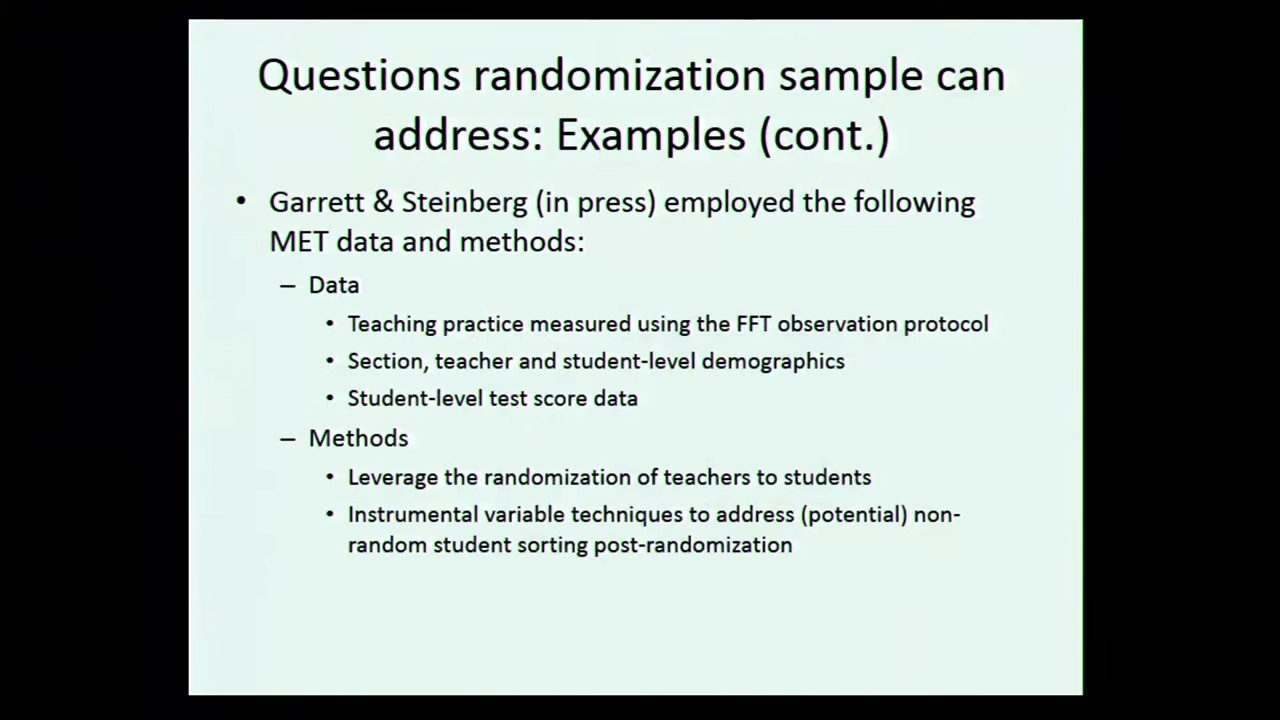 Questions randomization sample can
address: Examples (cont.)
• Garrett & Steinberg (in press) employed the following
MET data and methods:
– Data
• Teaching practice measured using the FFT observation protocol
• Section, teacher and student-level demographics
• Student-level test score data
– Methods
• Leverage the randomization of teachers to students
• Instrumental variable techniques to address (potential) non-
random student sorting post-randomization